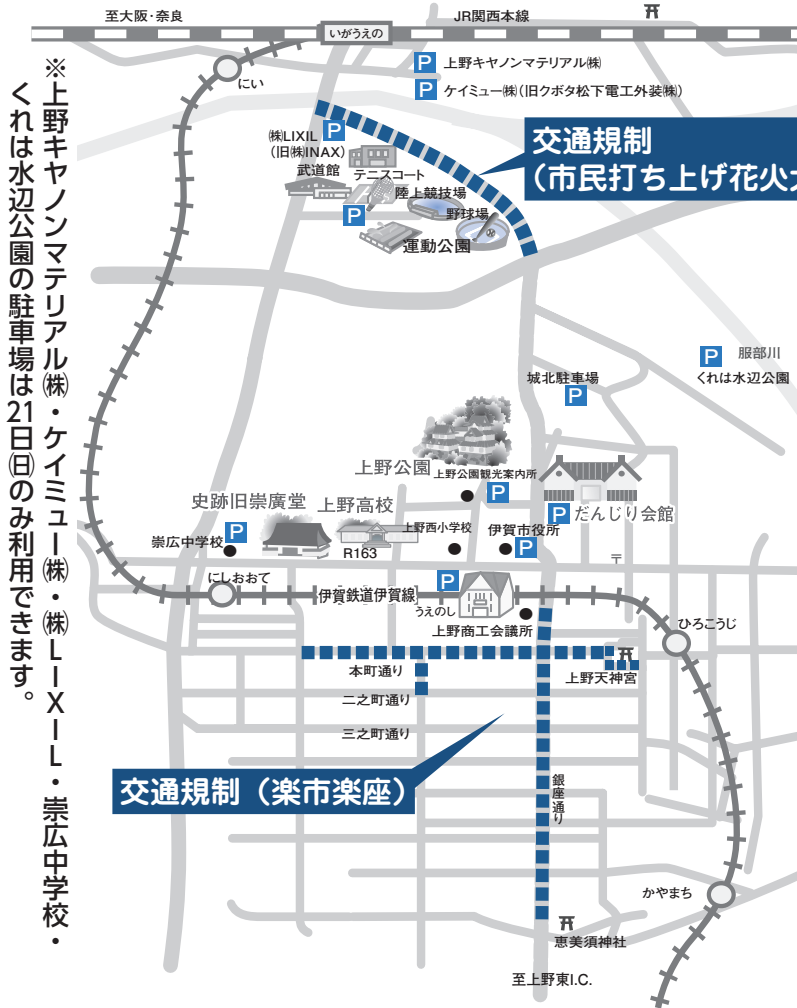 至大阪・奈良
JR関西本線
いがうえの
にい
P 上野キヤノンマテリアル㈱
P ケイミュー㈱(旧クボタ松下電工外装㈱)
※上野キヤノンマテリアル㈱・ケイミュー㈱・㈱LIXIL・崇広中学校・
くれは水辺公園の駐車場は21日㈰のみ利用できます。
交通規制
(市民打ち上げ花火大
㈱LIXIL P
(旧㈱INAX)
武道館
テニスコート
陸上競技場
P
野球場
運動公園
P 服部川
くれは水辺公園
城北駐車場
P
上野公園
上野公園観光案内所
P
史跡旧崇廣堂
上野高校
P だんじり会館
崇広中学校
P
R163
上野西小学校
伊賀市役所
P
〒
にしおおて
伊賀鉄道伊賀線
P
うえのし
上野商工会議所
ひろこうじ
本町通り
上野天神宮
二之町通り
三之町通り
交通規制(楽市楽座)
銀座通り
かやまち
恵美須神社
至上野東I.C.